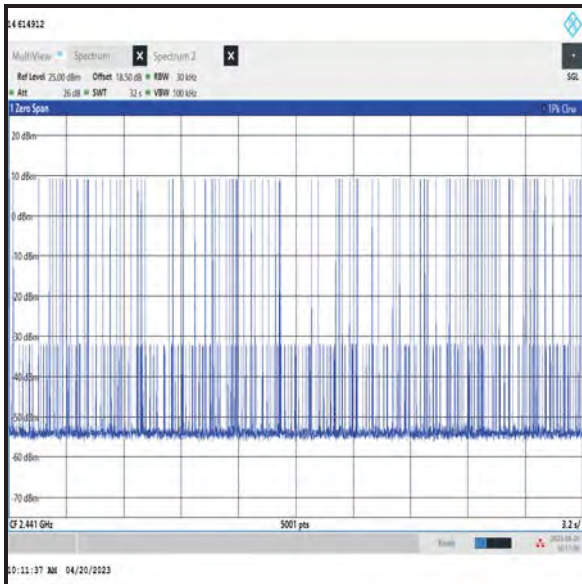 14 614912
MultiView Spectrum X Spectrum 2 X
Ref Level 25.00 dBm Offset 18.50 dB RBW 30 kHz SGL
Att 26 dB SWT 32 s VBW 100 kHz
1 Zero Span 1Pk Clrw
20 dBm
10 dBm
0 dBm
-10 dBm
-20 dBm
-30 dBm
-40 dBm
-50 dBm
-60 dBm
-70 dBm
CF 2.441 GHz 5001 pts 3.2 s/
Ready
10:11:37 AM 04/20/2023